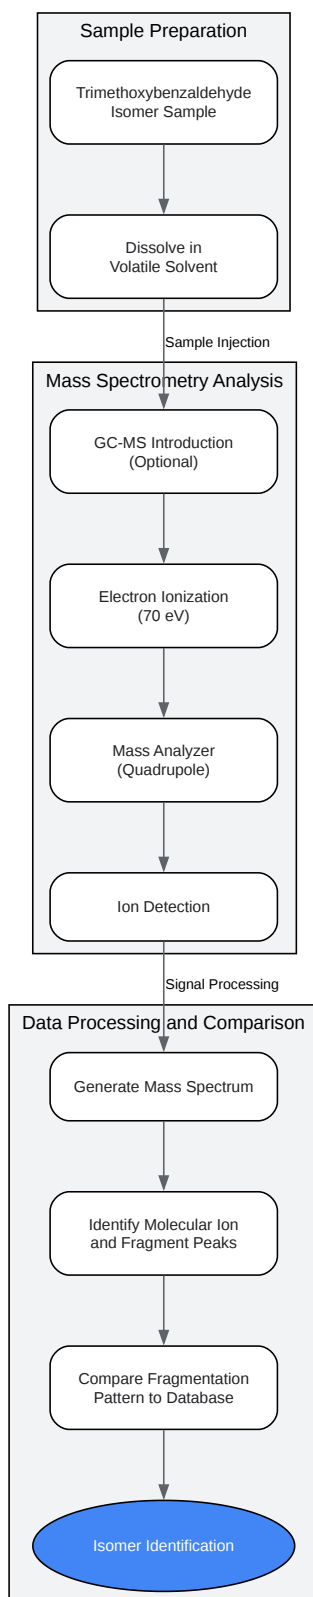 Sample Preparation
Trimethoxybenzaldehyde
Isomer Sample
Dissolve in
Volatile Solvent
Sample Injection
Mass Spectrometry Analysis
GC-MS Introduction
(Optional)
Electron Ionization
(70 eV)
Mass Analyzer
(Quadrupole)
Ion Detection
Signal Processing
Data Processing and Comparison
Generate Mass Spectrum
Identify Molecular Ion
and Fragment Peaks
Compare Fragmentation
Pattern to Database
Isomer Identification